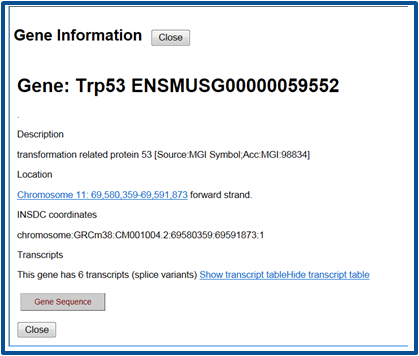 Gene Information Close
Gene: Trp53 ENSMUSG00000059552
.
Description
transformation related protein 53 [Source:MGI Symbol;Acc:MGI:98834]
Location
Chromosome 11: 69,580,359-69,591,873 forward strand.
INSDC coordinates
chromosome:GRCm38:CM001004.2:69580359:69591873:1
Transcripts
This gene has 6 transcripts (splice variants) Show transcript tableHide transcript table
Gene Sequence
Close